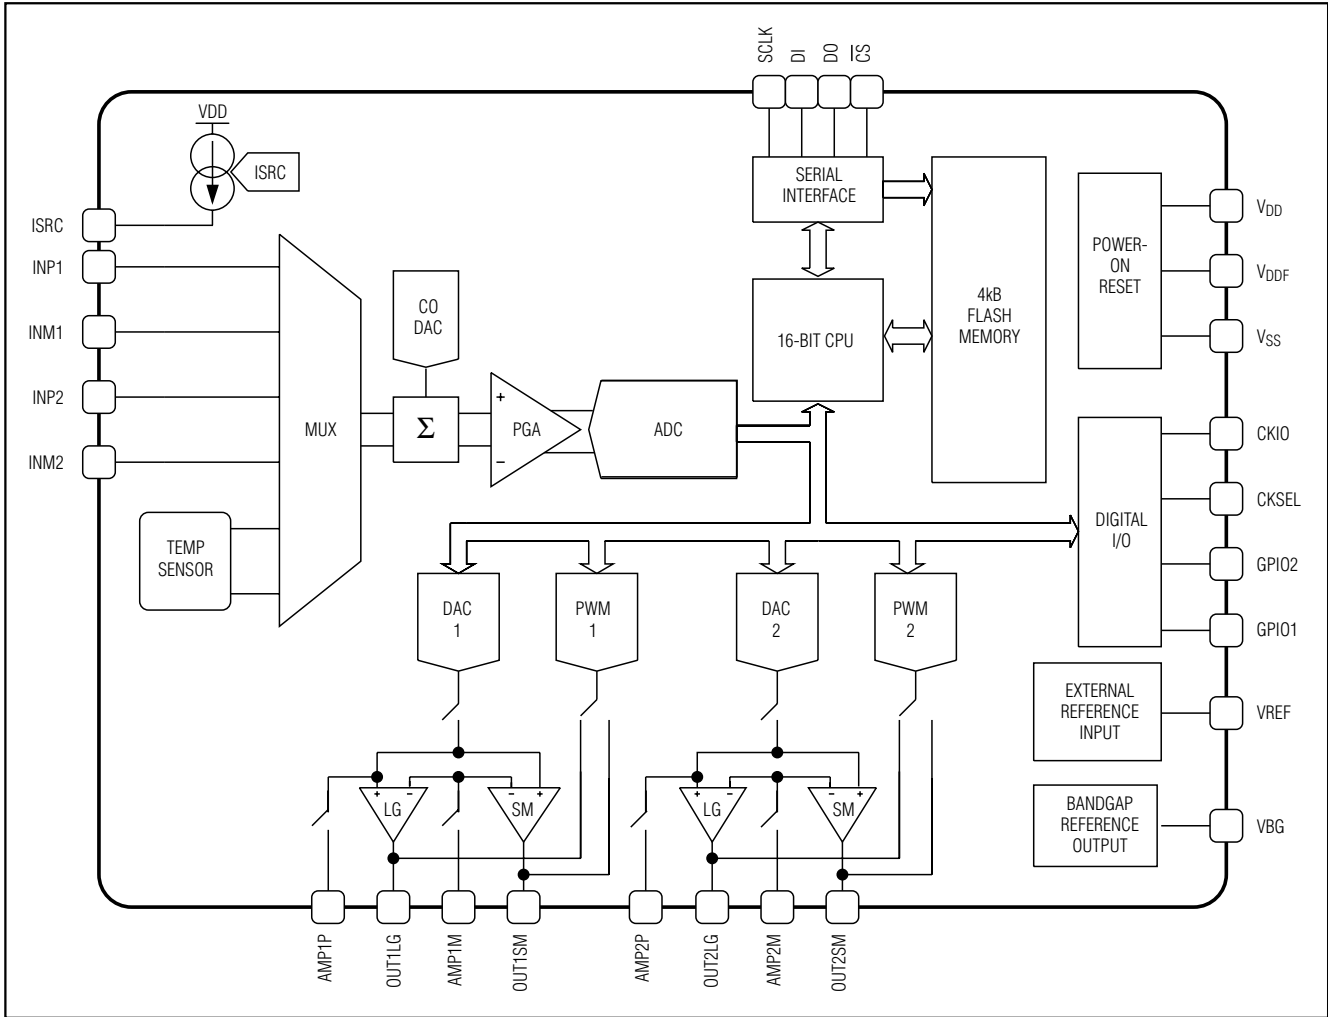 SCLK
DI
DO
CS
VDD
ISRC
ISRC
INP1
INM1
INP2
INM2
SERIAL
INTERFACE
4kB
FLASH
MEMORY
16-BIT CPU
POWER-
ON
RESET
VDD
VDDF
VSS
CO
DAC
MUX
Σ
+
−
PGA
ADC
TEMP
SENSOR
DIGITAL
I/O
CKIO
CKSEL
GPIO2
GPIO1
DAC
1
PWM
1
DAC
2
PWM
2
EXTERNAL
REFERENCE
INPUT
VREF
BANDGAP
REFERENCE
OUTPUT
VBG
+ −
LG
− +
SM
+ −
LG
− +
SM
AMP1P
OUT1LG
AMP1M
OUT1SM
AMP2P
OUT2LG
AMP2M
OUT2SM